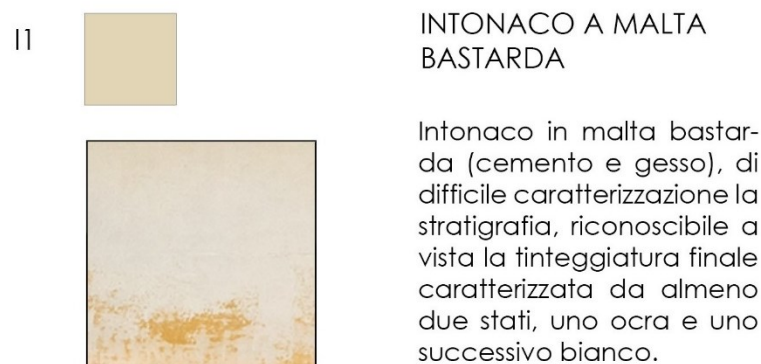 I1
INTONACO A MALTA
BASTARDA
Intonaco in malta bastar-
da (cemento e gesso), di
difficile caratterizzazione la
stratigrafia, riconoscibile a
vista la tinteggiatura finale
caratterizzata da almeno
due stati, uno ocra e uno
successivo bianco.